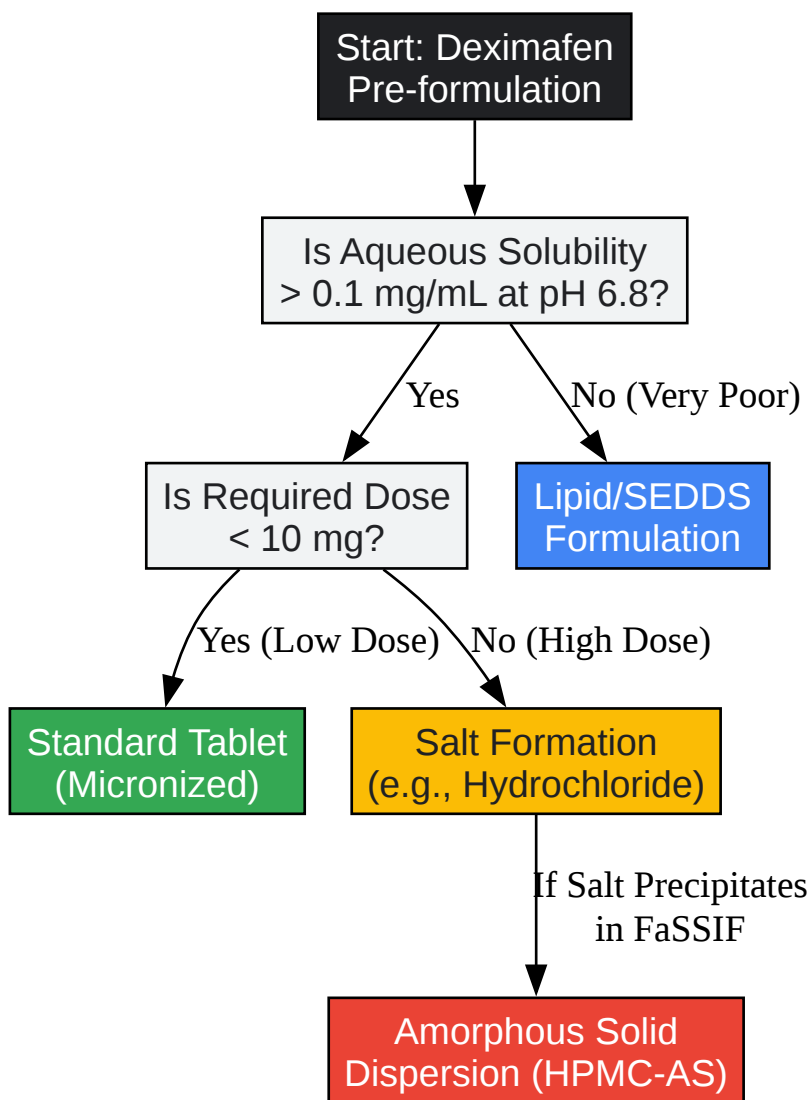 Start: Deximafen
Pre-formulation
Is Aqueous Solubility
> 0.1 mg/mL at pH 6.8?
Yes
No (Very Poor)
Is Required Dose
< 10 mg?
Lipid/SEDDS
Formulation
Yes (Low Dose)
No (High Dose)
Standard Tablet
(Micronized)
Salt Formation
(e.g., Hydrochloride)
If Salt Precipitates
in FaSSIF
Amorphous Solid
Dispersion (HPMC-AS)